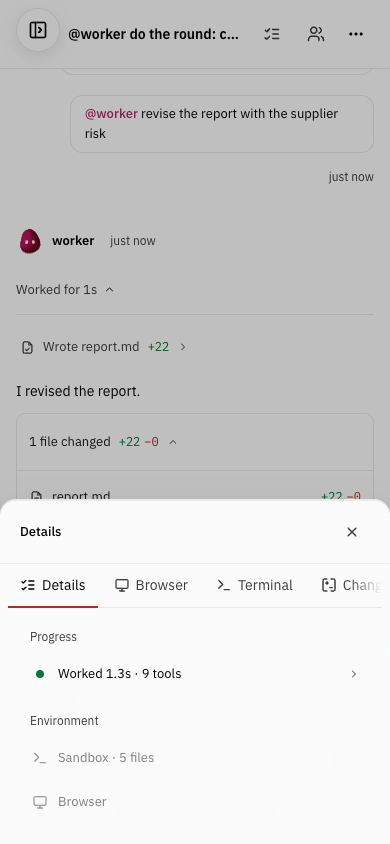 @worker do the round: c...
@worker revise the report with the supplier
risk
just now
worker just now
Worked for 1s
Wrote report.md +22
I revised the report.
1 file changed +22 −0
report.md +22 −0
Details
Details Browser Terminal Chang
Progress
Worked 1.3s · 9 tools
Environment
Sandbox · 5 files
Browser